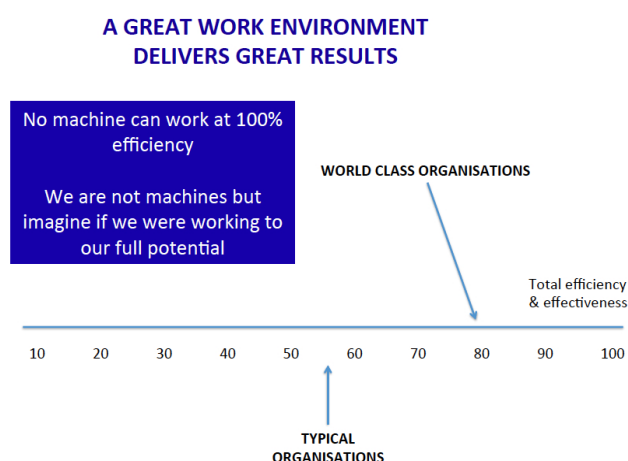 A GREAT WORK ENVIRONMENT
DELIVERS GREAT RESULTS
No machine can work at 100%
efficiency
We are not machines but
imagine if we were working to
our full potential
WORLD CLASS ORGANISATIONS
Total efficiency
& effectiveness
10 20 30 40 50 60 70 80 90 100
TYPICAL
ORGANISATIONS